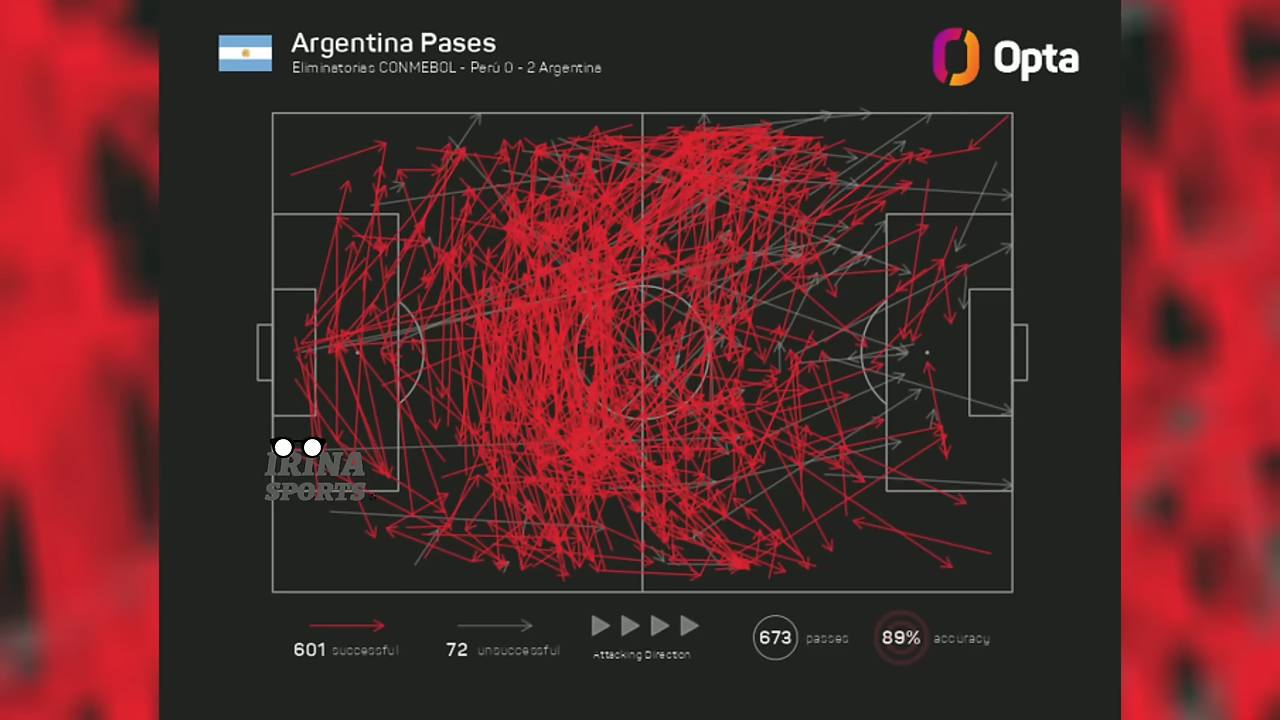 Argentina Pases
Eliminatorias CONMEBOL - Perú 0 - 2 Argentina
Opta
IRINA
SPORTS
601 successful
72 unsuccessful
Attacking Direction
673 passes
89% accuracy